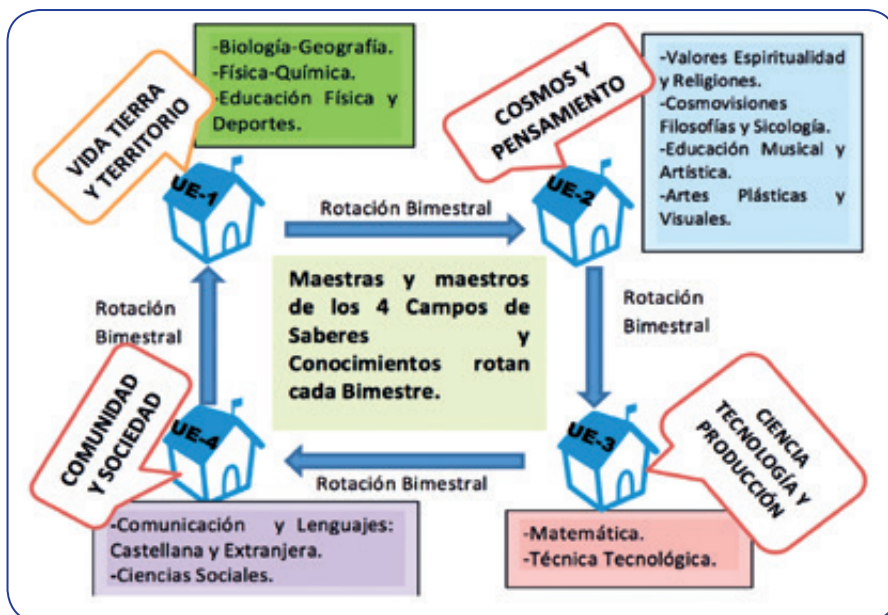 VIDA TIERRA
Y TERRITORIO
-Biología-Geografía.
-Física-Química.
-Educación Física y
Deportes.
UE-1
Rotación Bimestral
COSMOS Y
PENSAMIENTO
-Valores Espiritualidad
y Religiones.
-Cosmovisiones
Filosofías y Sicología.
-Educación Musical y
Artística.
-Artes Plásticas y
Visuales.
UE-2
Rotación
Bimestral
Maestras y maestros
de los 4 Campos de
Saberes y
Conocimientos rotan
cada Bimestre.
Rotación
Bimestral
COMUNIDAD
Y SOCIEDAD
UE-4
Rotación Bimestral
UE-3
CIENCIA
TECNOLOGÍA Y
PRODUCCIÓN
-Comunicación y Lenguajes:
Castellana y Extranjera.
-Ciencias Sociales.
-Matemática.
-Técnica Tecnológica.